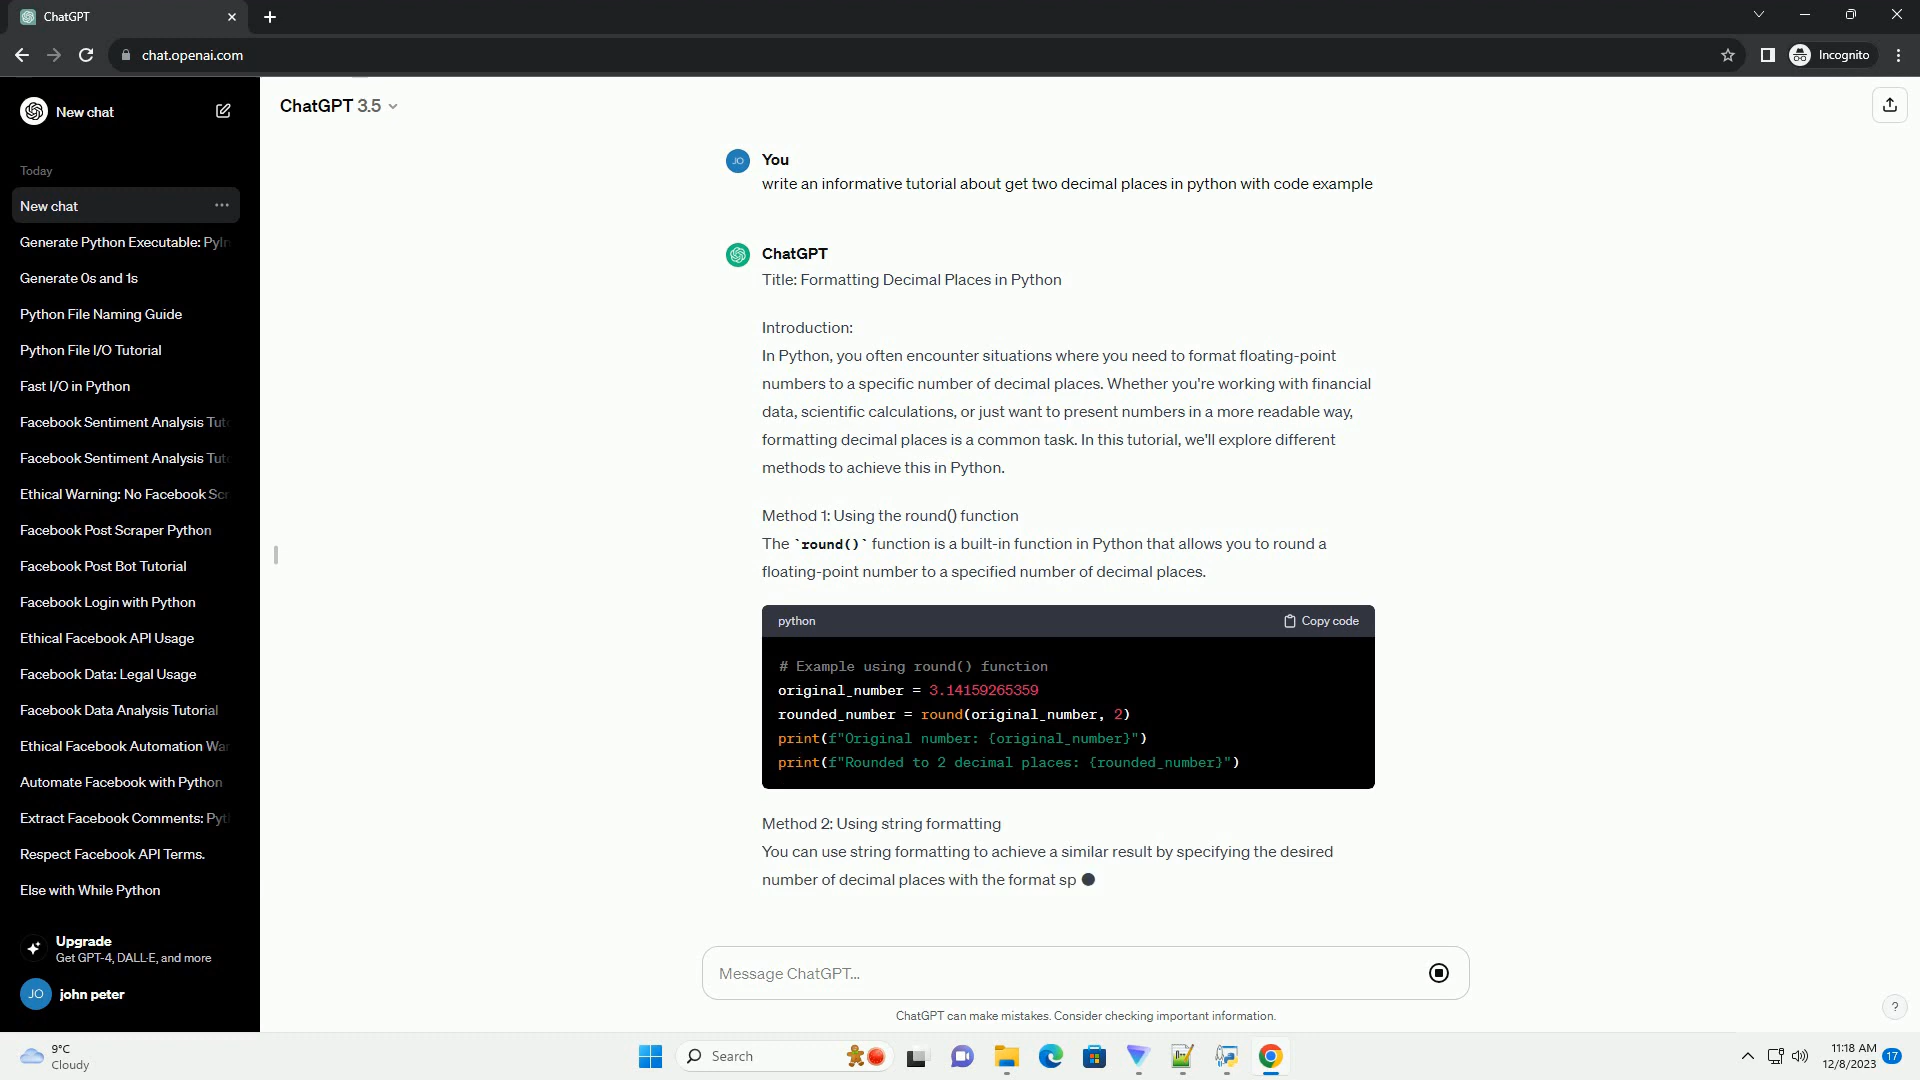 ChatGPT
chat.openai.com
Incognito
New chat
Today
New chat
Generate Python Executable: PyIn
Generate 0s and 1s
Python File Naming Guide
Python File I/O Tutorial
Fast I/O in Python
Facebook Sentiment Analysis Tut
Facebook Sentiment Analysis Tut
Ethical Warning: No Facebook Scr
Facebook Post Scraper Python
Facebook Post Bot Tutorial
Facebook Login with Python
Ethical Facebook API Usage
Facebook Data: Legal Usage
Facebook Data Analysis Tutorial
Ethical Facebook Automation War
Automate Facebook with Python
Extract Facebook Comments: Pyt
Respect Facebook API Terms.
Else with While Python
Upgrade
Get GPT-4, DALL·E, and more
JO john peter
ChatGPT 3.5
JO You
write an informative tutorial about get two decimal places in python with code example
ChatGPT
Title: Formatting Decimal Places in Python
Introduction:
In Python, you often encounter situations where you need to format floating-point
numbers to a specific number of decimal places. Whether you're working with financial
data, scientific calculations, or just want to present numbers in a more readable way,
formatting decimal places is a common task. In this tutorial, we'll explore different
methods to achieve this in Python.
Method 1: Using the round() function
The `round()` function is a built-in function in Python that allows you to round a
floating-point number to a specified number of decimal places.
python Copy code
# Example using round() function
original_number = 3.14159265359
rounded_number = round(original_number, 2)
print(f"Original number: {original_number}")
print(f"Rounded to 2 decimal places: {rounded_number}")
Method 2: Using string formatting
You can use string formatting to achieve a similar result by specifying the desired
number of decimal places with the format sp
Message ChatGPT...
ChatGPT can make mistakes. Consider checking important information.
?
9°C
Cloudy
Search
11:18 AM
12/8/2023
17